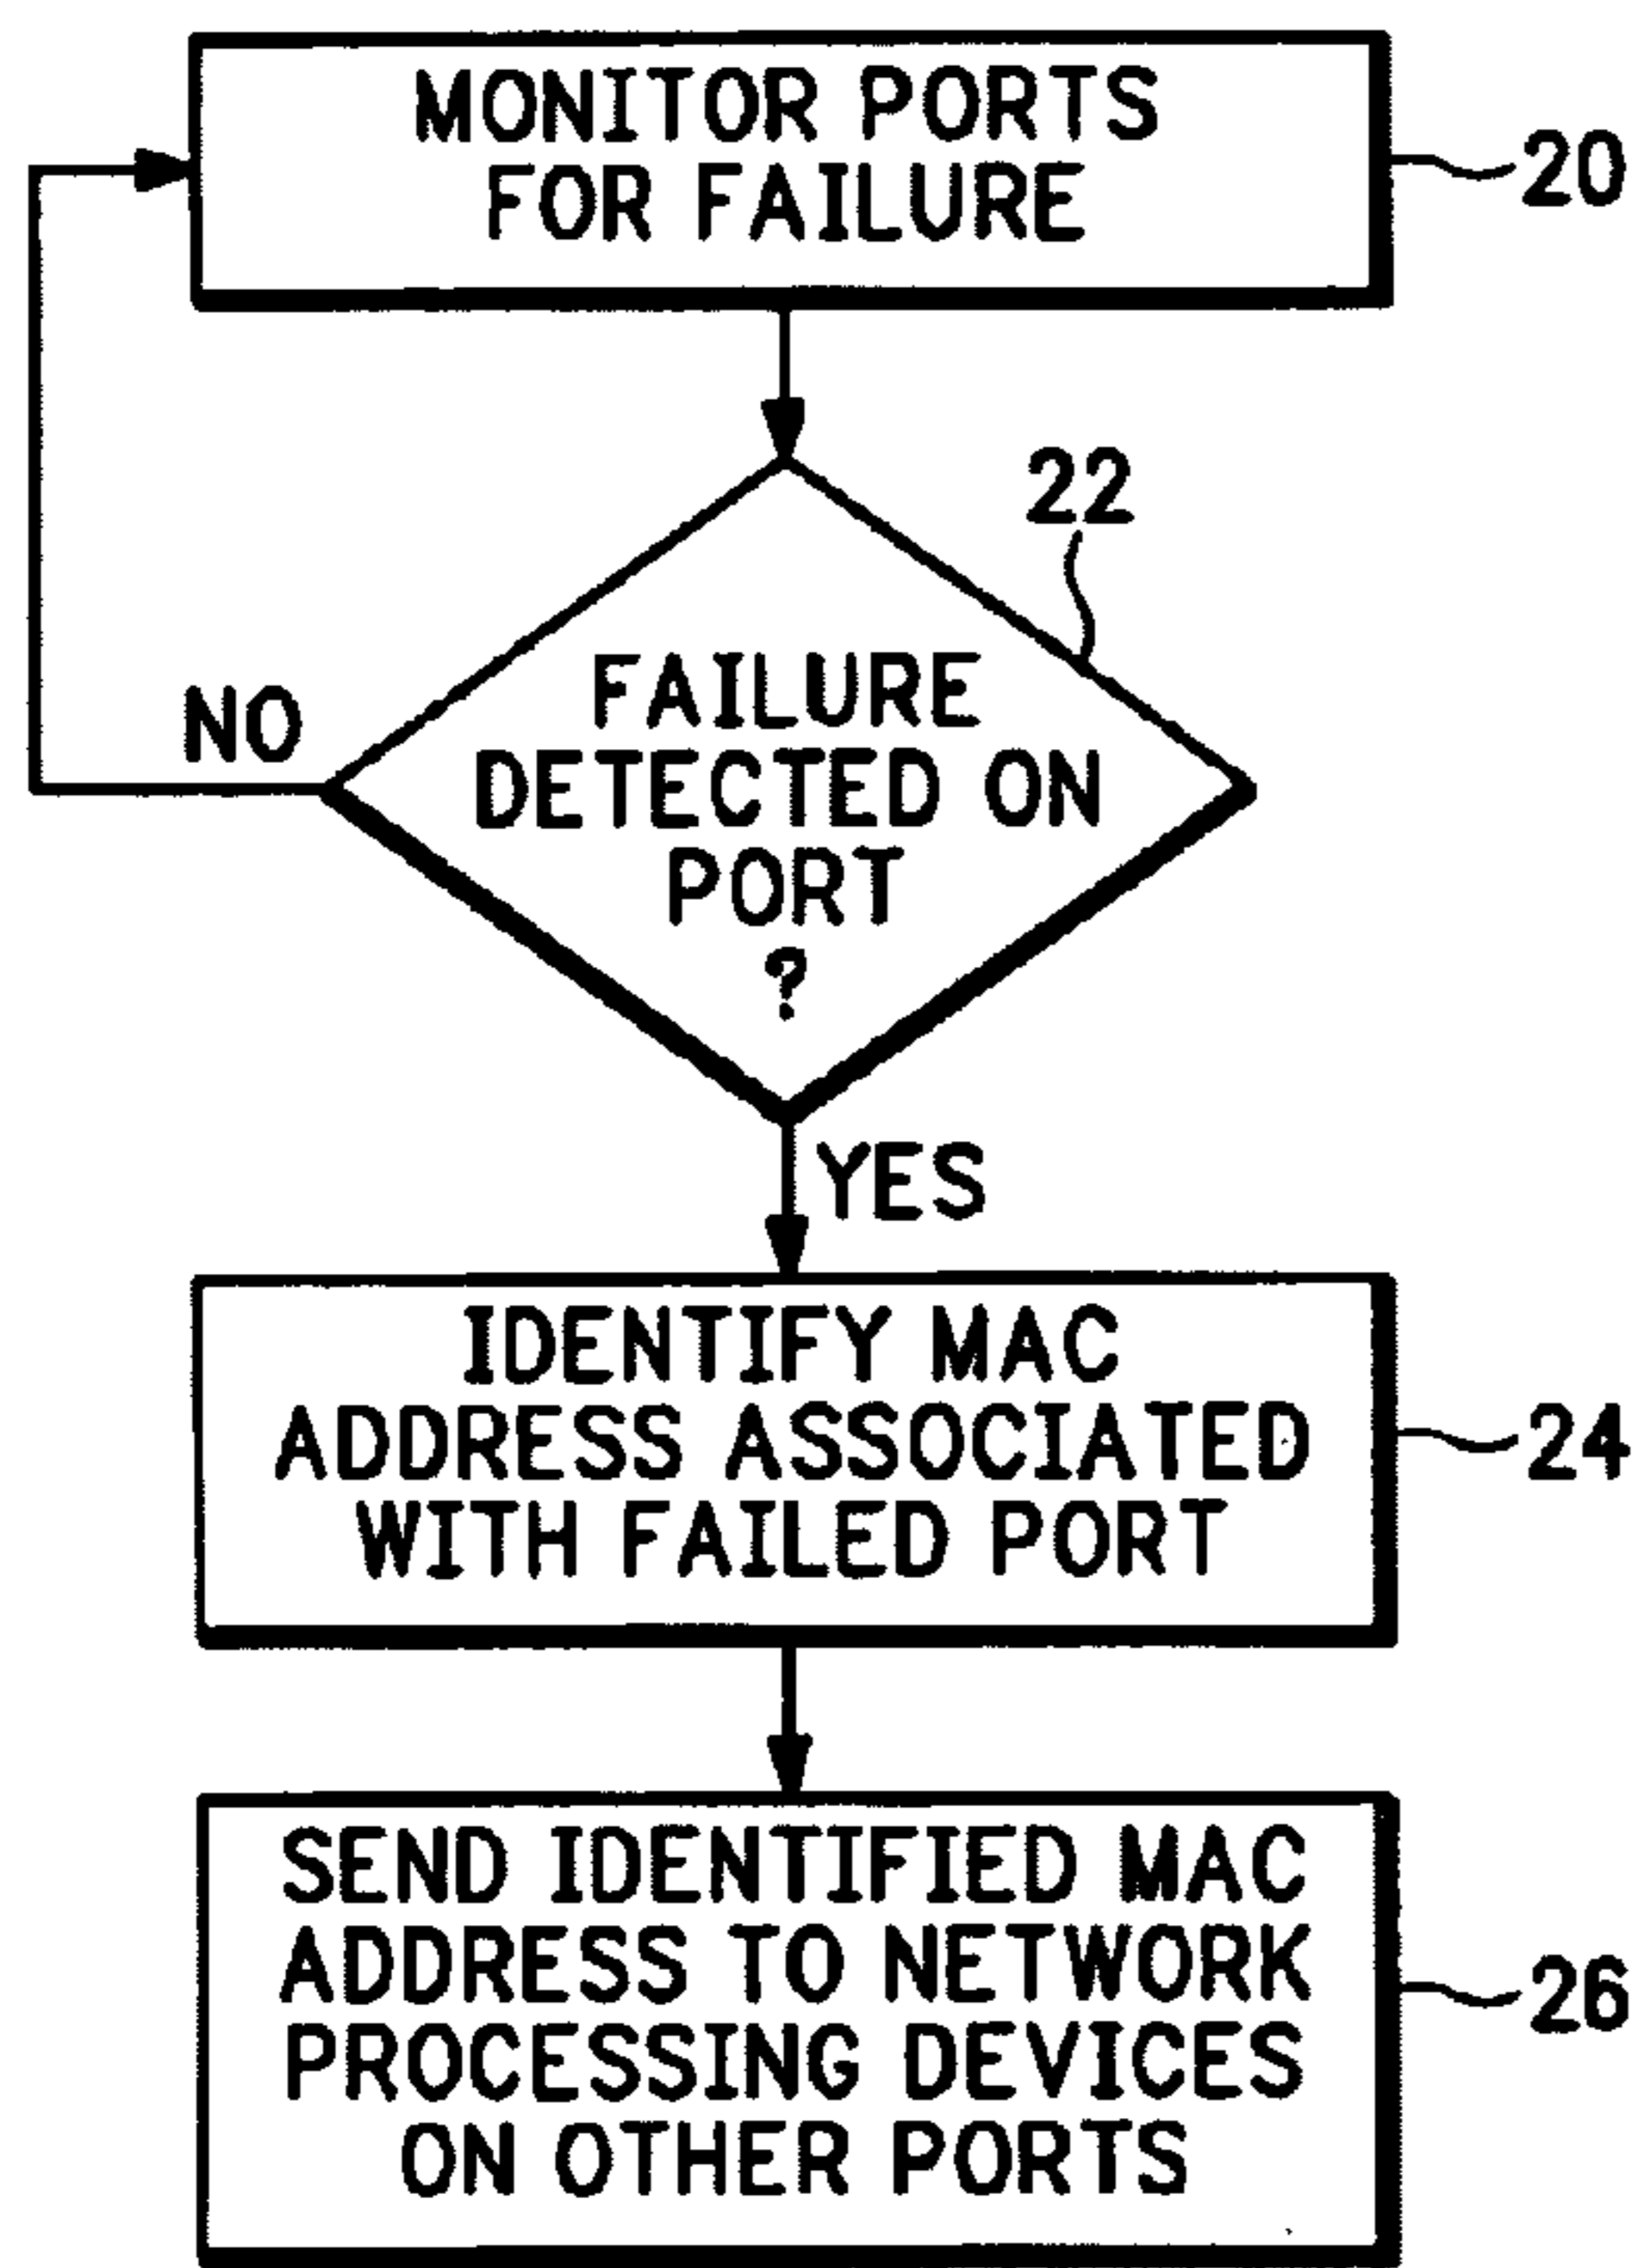 MONITOR PORTS
FOR FAILURE
20
22
FAILURE
DETECTED ON
PORT
?
NO
YES
IDENTIFY MAC
ADDRESS ASSOCIATED
WITH FAILED PORT
24
SEND IDENTIFIED MAC
ADDRESS TO NETWORK
PROCESSING DEVICES
ON OTHER PORTS
26